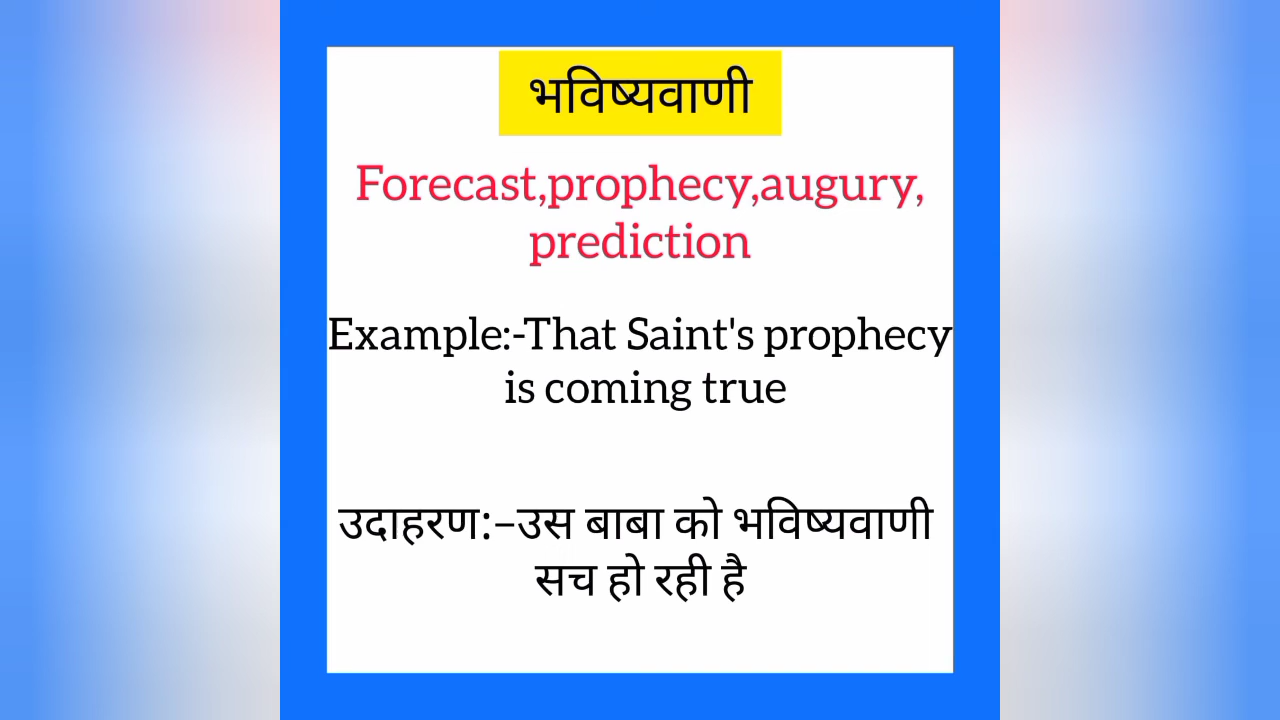 भविष्यवाणी
Forecast,prophecy,augury,
prediction
Example:-That Saint's prophecy
is coming true
उदाहरण:–उस बाबा को भविष्यवाणी
सच हो रही है